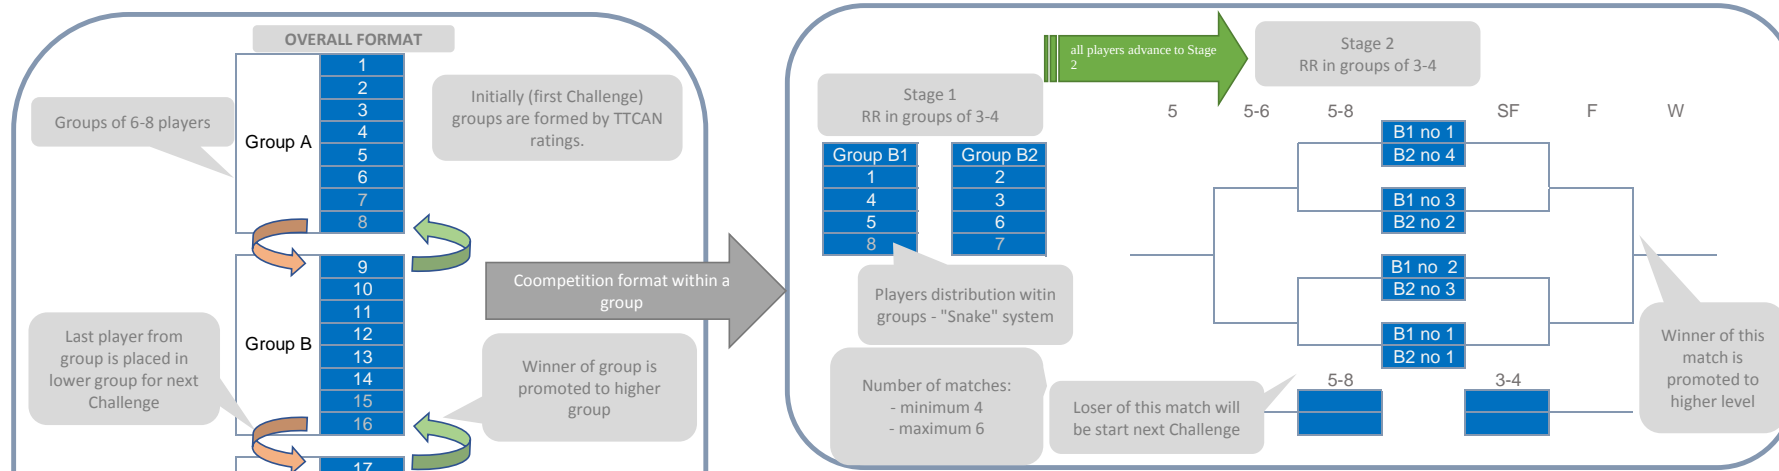 OVERALL FORMAT
Groups of 6-8 players
Group A
1
2
3
4
5
6
7
8
Initially (first Challenge)
groups are formed by TTCAN
ratings.
Group B
9
10
11
12
13
14
15
16
17
Last player from
group is placed in
lower group for next
Challenge
Winner of group is
promoted to higher
group
Coompetition format within a
group
Stage 1
RR in groups of 3-4
all players advance to Stage
2
Stage 2
RR in groups of 3-4
Group B1
1
4
5
8
Group B2
2
3
6
7
Players distribution witin
groups - "Snake" system
Number of matches:
- minimum 4
- maximum 6
5
5-6
5-8
SF
F
W
B1 no 1
B2 no 4
B1 no 3
B2 no 2
B1 no 2
B2 no 3
B1 no 1
B2 no 1
5-8
3-4
Loser of this match will
be start next Challenge
Winner of this
match is
promoted to
higher level